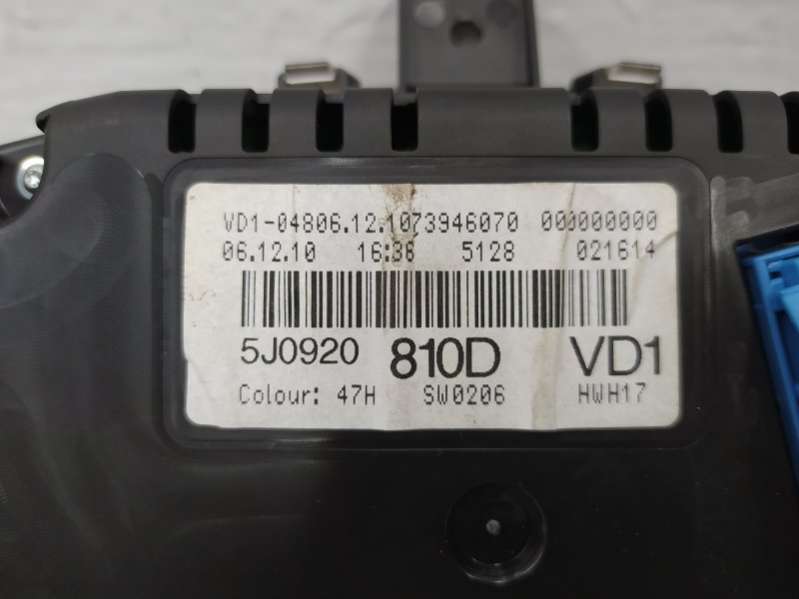 VD1-04806.12.1073946070 000000000
06.12.10 16:36 5128 021614
5J0920 810D VD1
Colour: 47H SW0206 HWH17